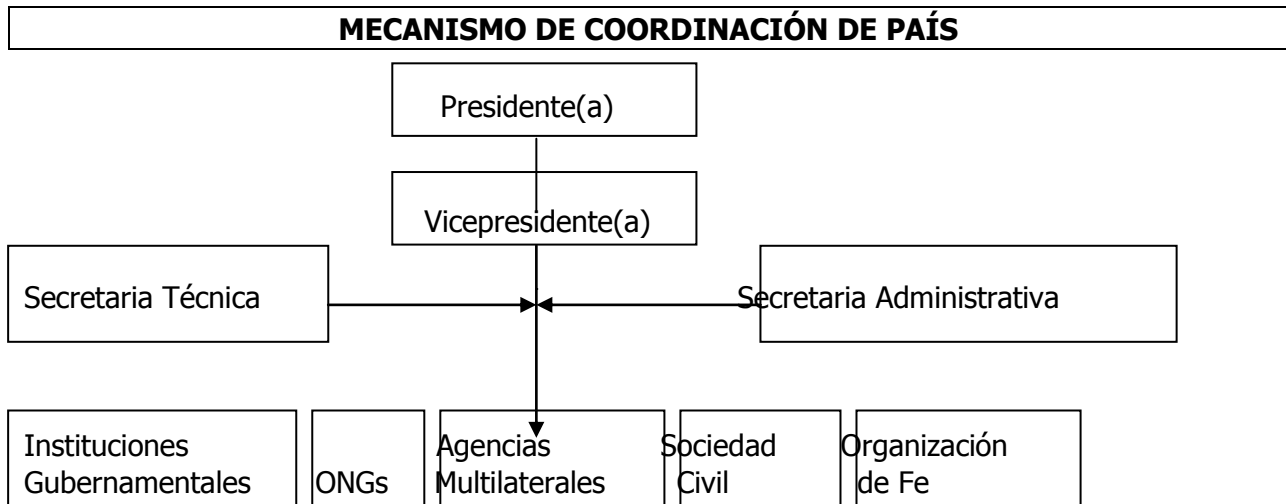 MECANISMO DE COORDINACIÓN DE PAÍS
Presidente(a)
Vicepresidente(a)
Secretaria Técnica
Secretaria Administrativa
Instituciones
Gubernamentales
ONGs
Agencias
Multilaterales
Sociedad
Civil
Organización
de Fe